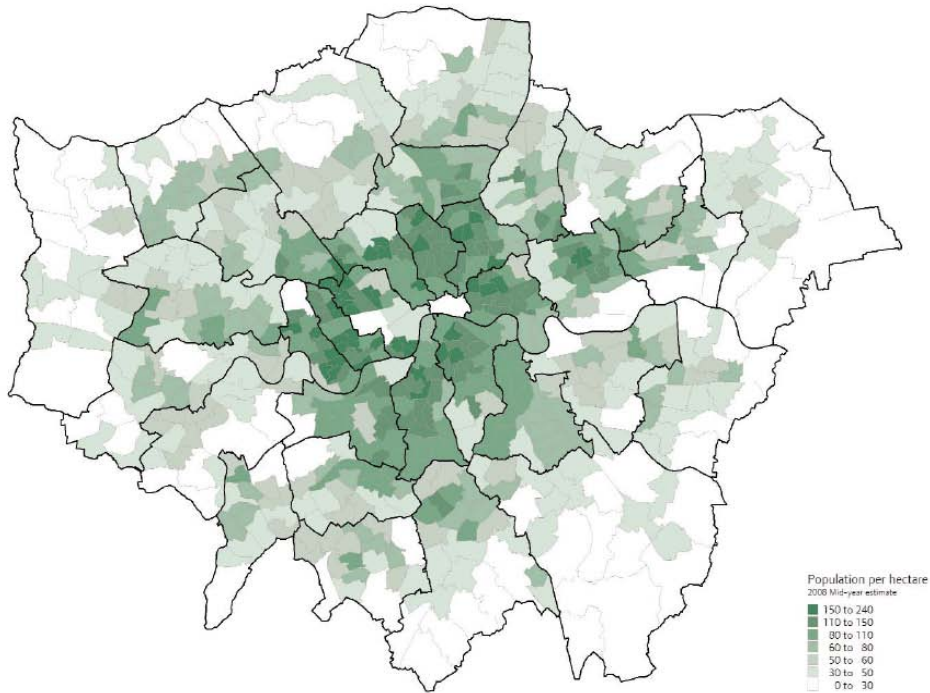 Population per hectare
2008 Mid-year estimate
150 to 240
110 to 150
80 to 110
60 to 80
50 to 60
30 to 50
0 to 30